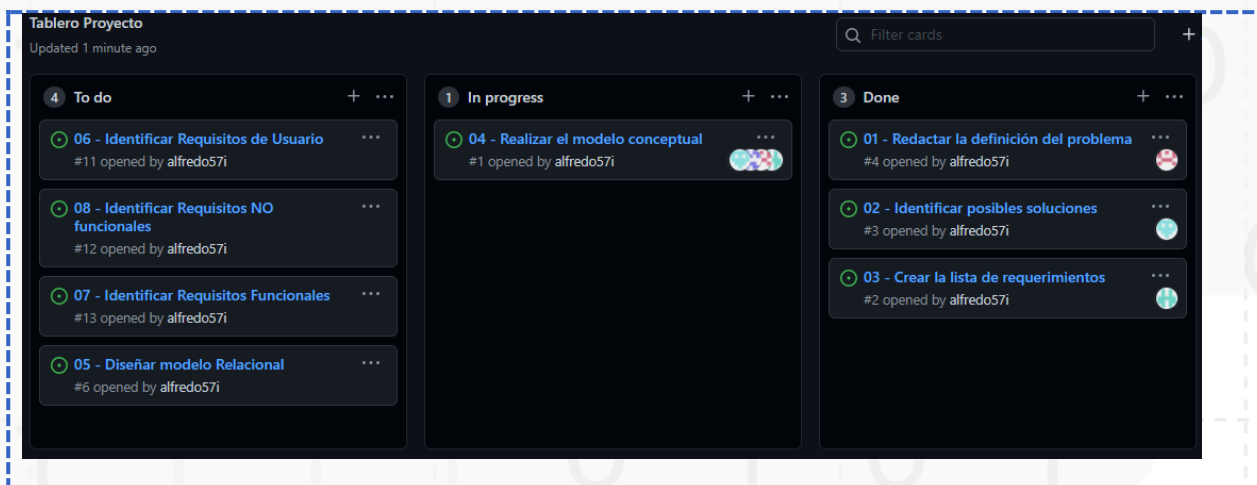 Tablero Proyecto
Updated 1 minute ago
Filter cards
4 To do
06 - Identificar Requisitos de Usuario
#11 opened by alfredo57i
08 - Identificar Requisitos NO
funcionales
#12 opened by alfredo57i
07 - Identificar Requisitos Funcionales
#13 opened by alfredo57i
05 - Diseñar modelo Relacional
#6 opened by alfredo57i
1 In progress
04 - Realizar el modelo conceptual
#1 opened by alfredo57i
3 Done
01 - Redactar la definición del problema
#4 opened by alfredo57i
02 - Identificar posibles soluciones
#3 opened by alfredo57i
03 - Crear la lista de requerimientos
#2 opened by alfredo57i